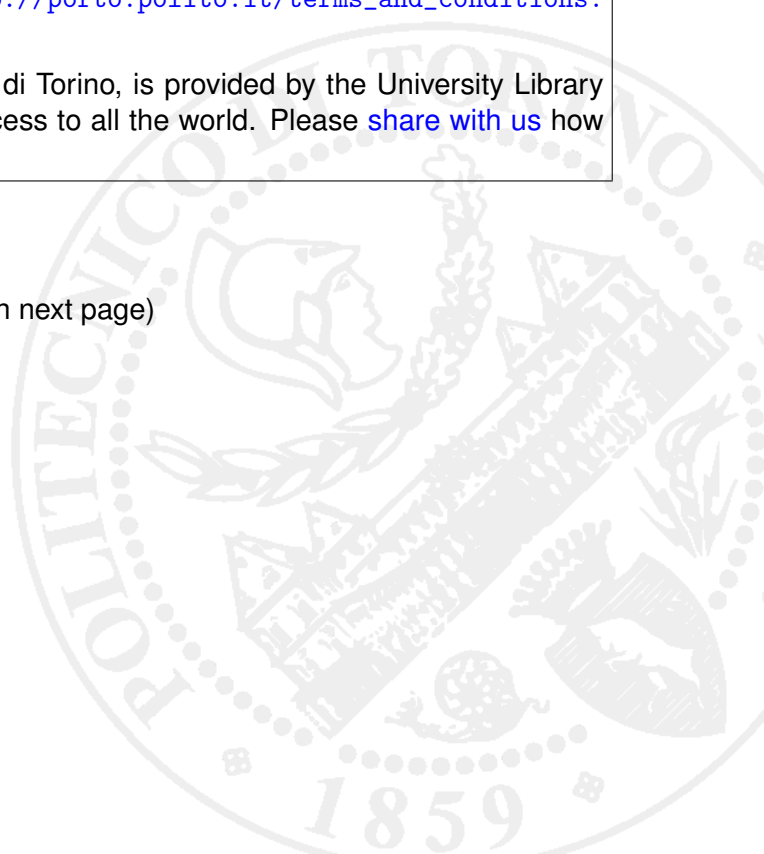 ://porto.polito.it/terms_and_conditions.
di Torino, is provided by the University Library
cess to all the world. Please share with us how
n next page)
POLITECNICO DI TORINO
1859